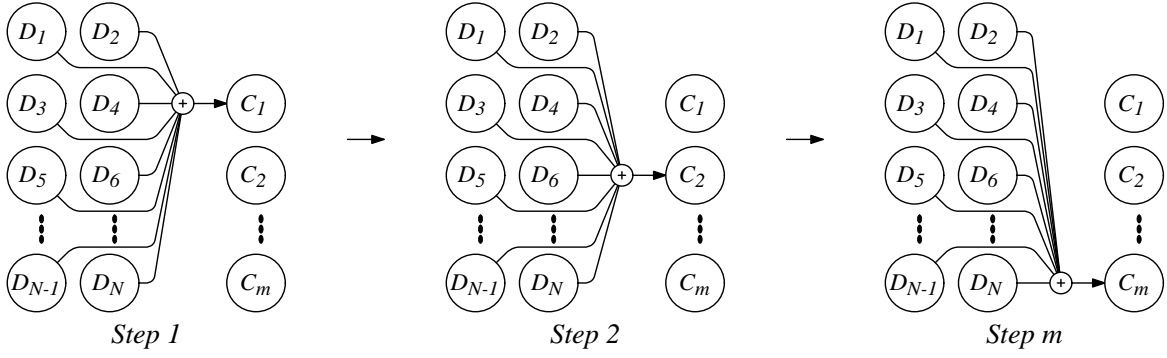 D1 D2 D1 D2 D1 D2
+ C1 C1 C1
D3 D4 D3 D4 D3 D4
D5 D6 C2 D5 D6 + C2 D5 D6 C2
DN-1 DN Cm DN-1 DN Cm DN-1 DN + Cm
Step 1 Step 2 Step m